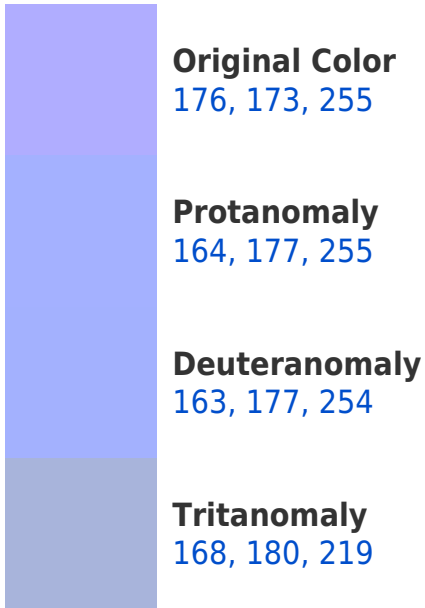 Original Color
176, 173, 255
Protanomaly
164, 177, 255
Deuteranomaly
163, 177, 254
Tritanomaly
168, 180, 219